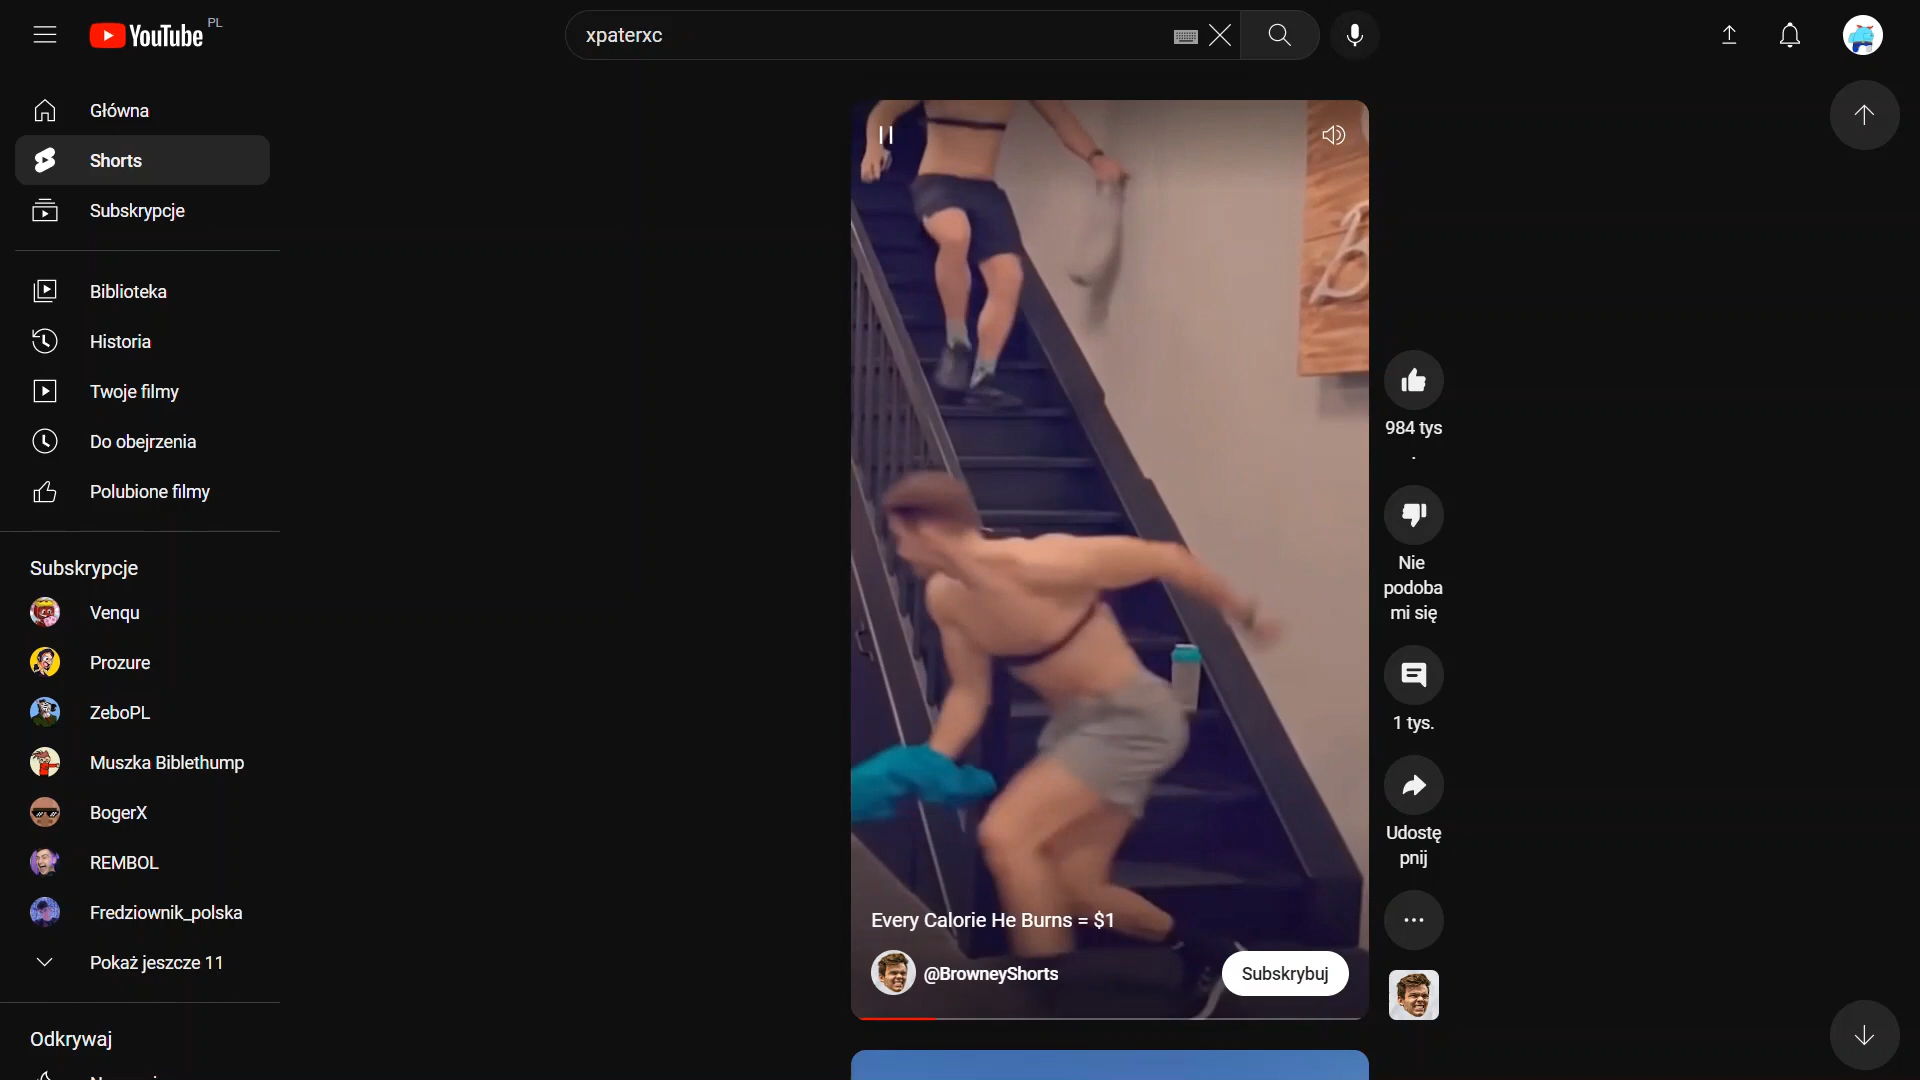 YouTube PL
xpaterxc
Główna
Shorts
Subskrypcje
Biblioteka
Historia
Twoje filmy
Do obejrzenia
Polubione filmy
Subskrypcje
Venqu
Prozure
ZeboPL
Muszka Biblethump
BogerX
REMBOL
Fredziownik_polska
Pokaż jeszcze 11
Odkrywaj
B
Every Calorie He Burns = $1
@BrowneyShorts
Subskrybuj
984 tys
.
Nie
podoba
mi się
1 tys.
Udostę
pnij